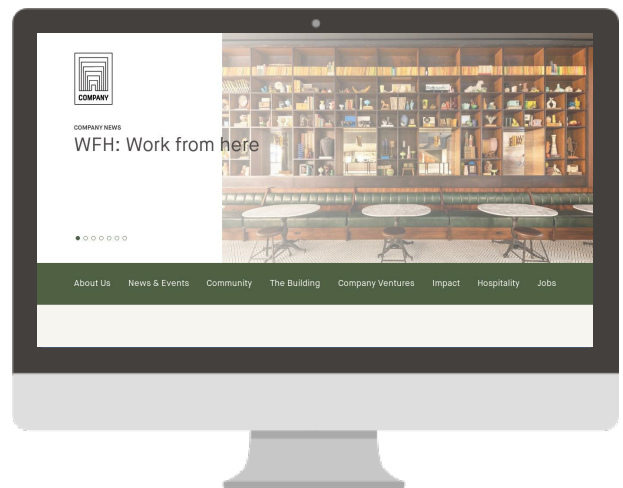 COMPANY
COMPANY NEWS
WFH: Work from here
About Us News & Events Community The Building Company Ventures Impact Hospitality Jobs